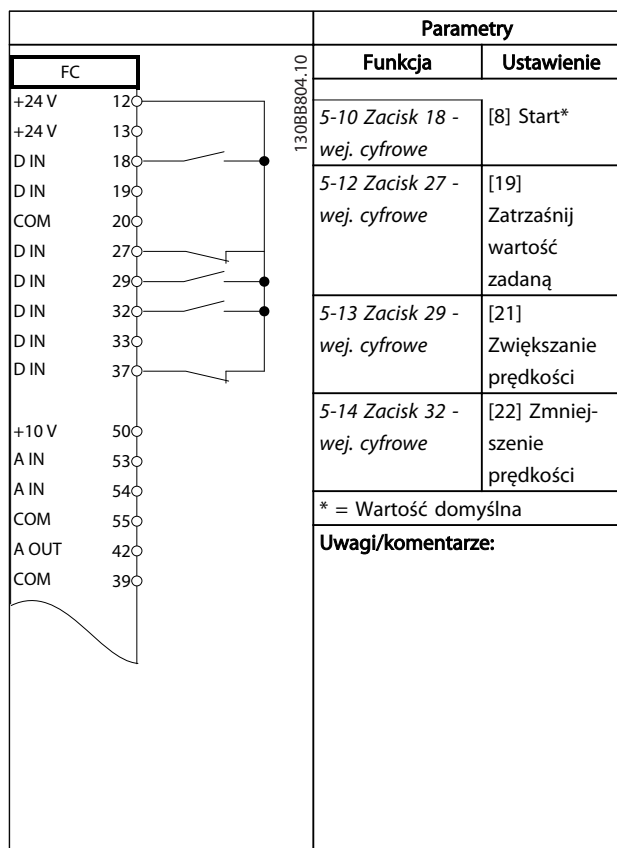 FC
+24 V 12
+24 V 13
D IN 18
D IN 19
COM 20
D IN 27
D IN 29
D IN 32
D IN 33
D IN 37
+10 V 50
A IN 53
A IN 54
COM 55
A OUT 42
COM 39
130BB804.10
Parametry
Funkcja Ustawienie
5-10 Zacisk 18 - [8] Start*
wej. cyfrowe
5-12 Zacisk 27 - [19]
wej. cyfrowe Zatrzaśnij
wartość
zadaną
5-13 Zacisk 29 - [21]
wej. cyfrowe Zwiększanie
prędkości
5-14 Zacisk 32 - [22] Zmniej-
wej. cyfrowe szenie
prędkości
* = Wartość domyślna
Uwagi/komentarze: